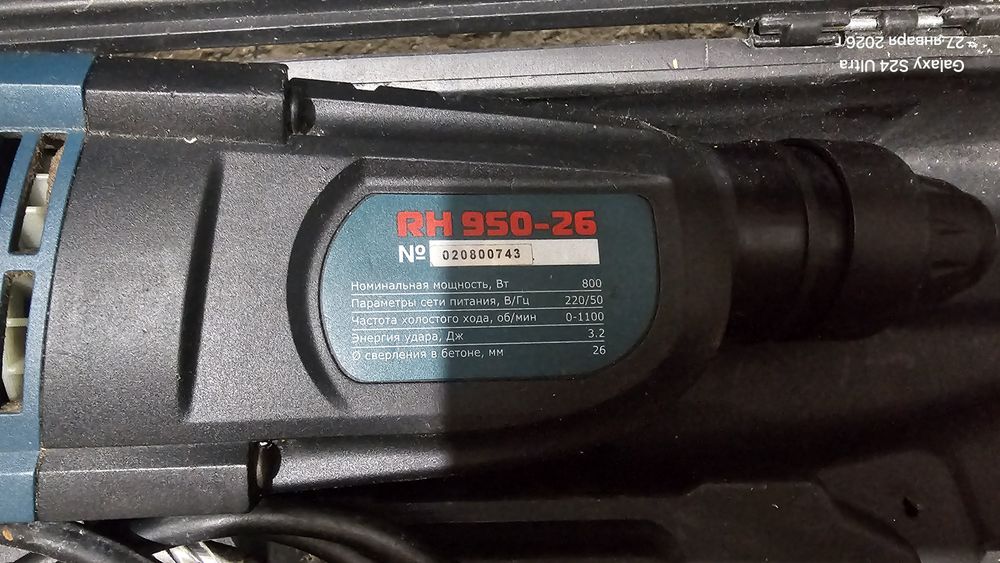 RH 950-26
№ 020800743
Номинальная мощность, Вт 800
Параметры сети питания, В/Гц 220/50
Частота холостого хода, об/мин 0-1100
Энергия удара, Дж 3.2
Ø сверления в бетоне, мм 26
Galaxy S24 Ultra
27 января 2026 г.